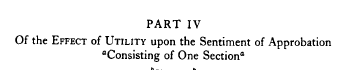 PART IV
Of the EFFECT of UTILITY upon the Sentiment of Approbation
ᵃConsisting of One Sectionᵃ